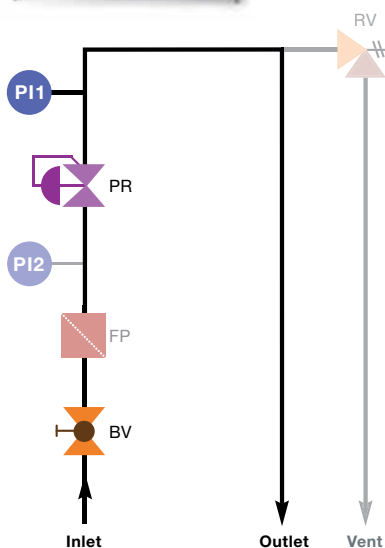 RV
PI1
PR
PI2
FP
BV
Inlet
Outlet
Vent